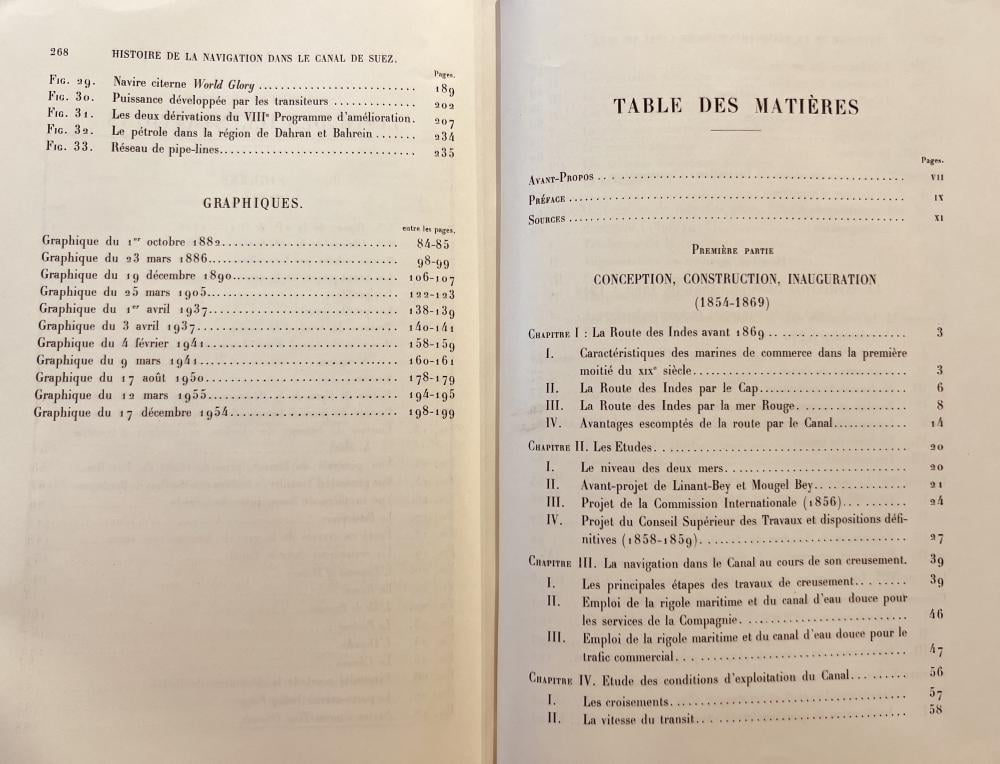 268 HISTOIRE DE LA NAVIGATION DANS LE CANAL DE SUEZ.
Pages.
Fig. 29. Navire citerne World Glory .......................... 189
Fig. 30. Puissance développée par les transiteurs .............. 202
Fig. 31. Les deux dérivations du VIIIe Programme d'amélioration. 207
Fig. 32. Le pétrole dans la région de Dahran et Bahrein ....... 234
Fig. 33. Réseau de pipe-lines................................ 235
GRAPHIQUES.
entre les pages.
Graphique du 1er octobre 1882............................. 84-85
Graphique du 23 mars 1886................................ 98-99
Graphique du 19 décembre 1890........................... 106-107
Graphique du 25 mars 1905............................... 122-123
Graphique du 1er avril 1937............................... 138-139
Graphique du 3 avril 1937................................. 140-141
Graphique du 4 février 1941............................... 158-159
Graphique du 9 mars 1941................................ 160-161
Graphique du 17 août 1950................................ 178-179
Graphique du 12 mars 1955............................... 194-195
Graphique du 17 décembre 1954............................ 198-199
TABLE DES MATIÈRES
Pages.
Avant-Propos .................................................. VII
Préface ....................................................... IX
Sources ....................................................... XI
Première partie
CONCEPTION, CONSTRUCTION, INAUGURATION
(1854-1869)
Chapitre I : La Route des Indes avant 1869 ....................... 3
I. Caractéristiques des marines de commerce dans la première
moitié du XIXe siècle.................................... 3
II. La Route des Indes par le Cap......................... 6
III. La Route des Indes par la mer Rouge................... 8
IV. Avantages escomptés de la route par le Canal............. 14
Chapitre II. Les Etudes........................................... 20
I. Le niveau des deux mers............................... 20
II. Avant-projet de Linant-Bey et Mougel Bey............... 21
III. Projet de la Commission Internationale (1856).......... 24
IV. Projet du Conseil Supérieur des Travaux et dispositions défi-
nitives (1858-1859)................................... 27
Chapitre III. La navigation dans le Canal au cours de son creusement. 39
I. Les principales étapes des travaux de creusement........ 39
II. Emploi de la rigole maritime et du canal d'eau douce pour
les services de la Compagnie............................ 46
III. Emploi de la rigole maritime et du canal d'eau douce pour le
trafic commercial...................................... 47
Chapitre IV. Etude des conditions d'exploitation du Canal......... 56
I. Les croisements....................................... 57
II. La vitesse du transit.................................. 58